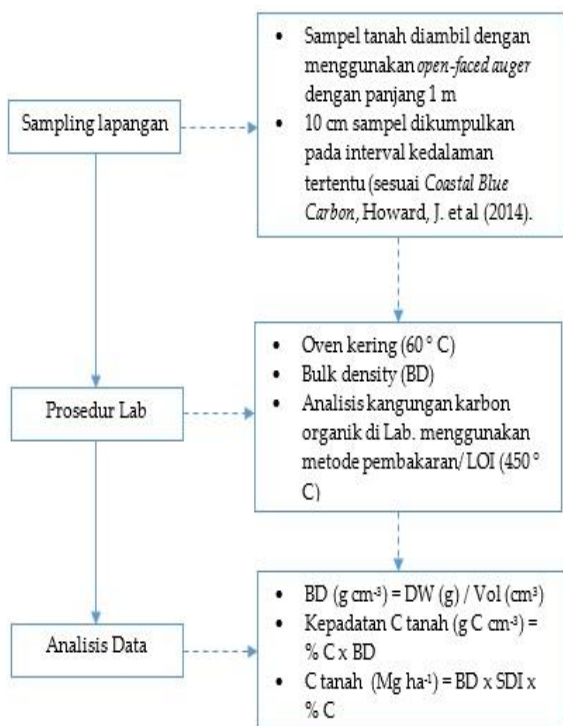 Sampling lapangan
• Sampel tanah diambil dengan
menggunakan open-faced auger
dengan panjang 1 m
• 10 cm sampel dikumpulkan
pada interval kedalaman
tertentu (sesuai Coastal Blue
Carbon, Howard, J. et al (2014).
Prosedur Lab
• Oven kering (60 ° C)
• Bulk density (BD)
• Analisis kangungan karbon
organik di Lab. menggunakan
metode pembakaran/ LOI (450 °
C)
Analisis Data
• BD (g cm⁻³) = DW (g) / Vol (cm³)
• Kepadatan C tanah (g C cm⁻³) =
% C x BD
• C tanah (Mg ha⁻¹) = BD x SDI x
% C